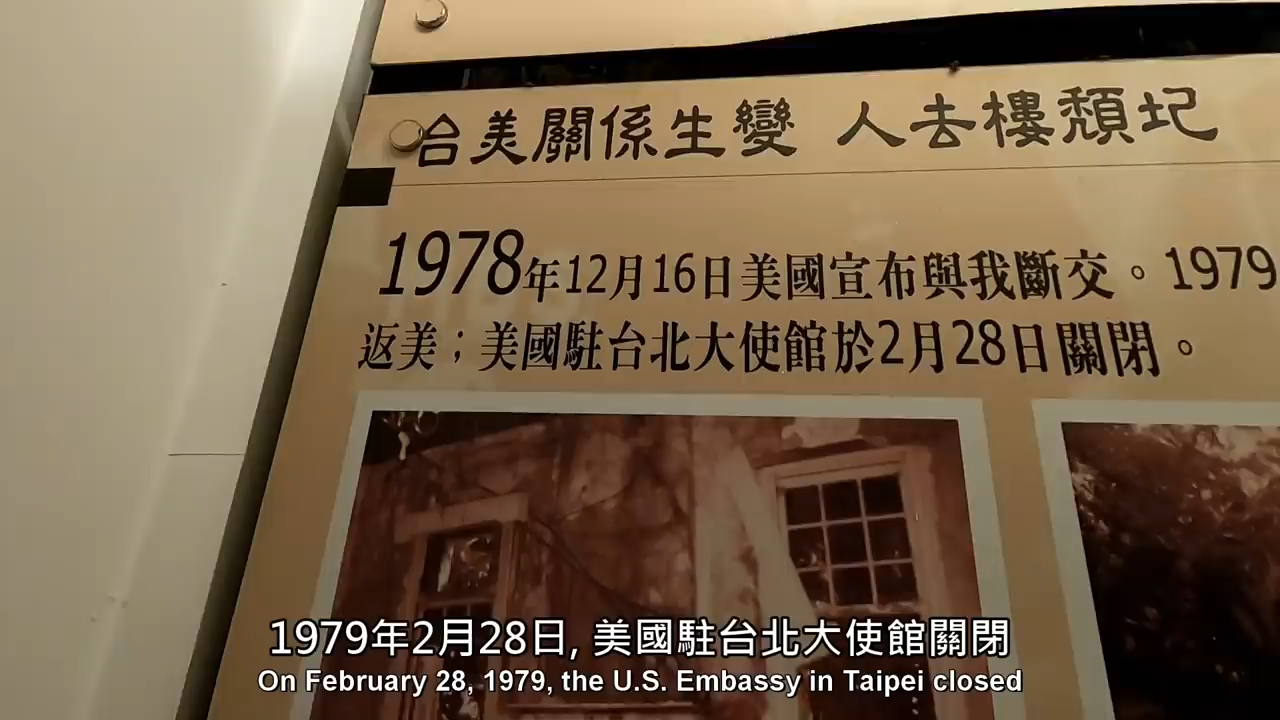 台美關係生變 人去樓頹圮
1978年12月16日美國宣布與我斷交。1979
返美；美國駐台北大使館於2月28日關閉。
1979年2月28日, 美國駐台北大使館關閉
On February 28, 1979, the U.S. Embassy in Taipei closed